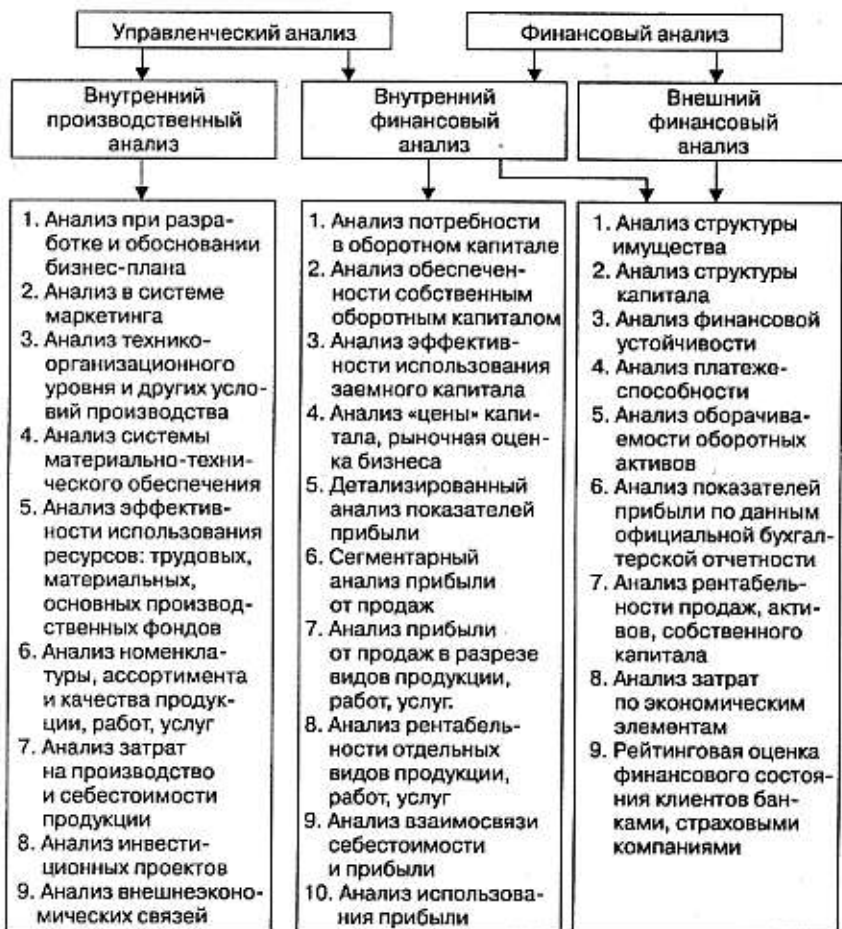 Управленческий анализ
Финансовый анализ
Внутренний
производственный
анализ
Внутренний
финансовый
анализ
Внешний
финансовый
анализ
1. Анализ при разра-
ботке и обосновании
бизнес-плана
2. Анализ в системе
маркетинга
3. Анализ технико-
организационного
уровня и других усло-
вий производства
4. Анализ системы
материально-техни-
ческого обеспечения
5. Анализ эффектив-
ности использования
ресурсов: трудовых,
материальных,
основных производ-
ственных фондов
6. Анализ номенкла-
туры, ассортимента
и качества продук-
ции, работ, услуг
7. Анализ затрат
на производство
и себестоимости
продукции
8. Анализ инвести-
ционных проектов
9. Анализ внешнеэконо-
мических связей
1. Анализ потребности
в оборотном капитале
2. Анализ обеспечен-
ности собственным
оборотным капиталом
3. Анализ эффектив-
ности использования
заемного капитала
4. Анализ «цены» капи-
тала, рыночная оцен-
ка бизнеса
5. Детализированный
анализ показателей
прибыли
6. Сегментарный
анализ прибыли
от продаж
7. Анализ прибыли
от продаж в разрезе
видов продукции,
работ, услуг.
8. Анализ рентабель-
ности отдельных
видов продукции,
работ, услуг
9. Анализ взаимосвязи
себестоимости
и прибыли
10. Анализ использова-
ния прибыли
1. Анализ структуры
имущества
2. Анализ структуры
капитала
3. Анализ финансовой
устойчивости
4. Анализ платеже-
способности
5. Анализ оборачива-
емости оборотных
активов
6. Анализ показателей
прибыли по данным
официальной бухгал-
терской отчетности
7. Анализ рентабель-
ности продаж, акти-
вов, собственного
капитала
8. Анализ затрат
по экономическим
элементам
9. Рейтинговая оценка
финансового состоя-
ния клиентов бан-
ками, страховыми
компаниями